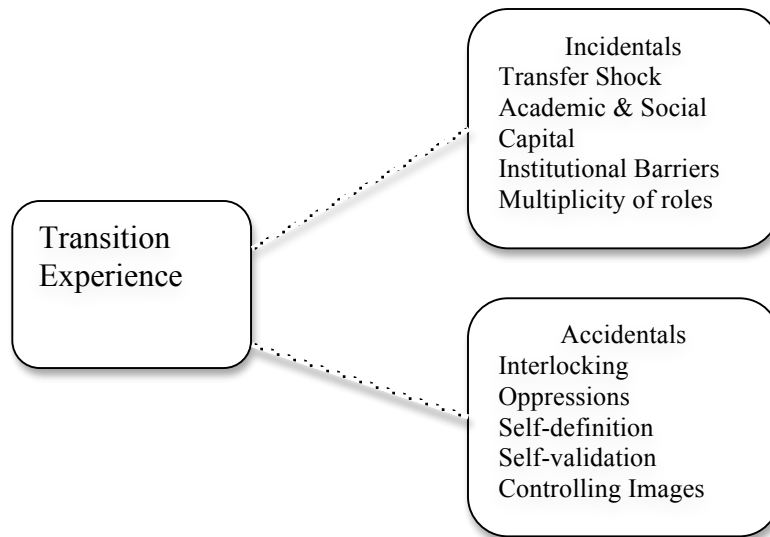 Incidentals
Transfer Shock
Academic & Social
Capital
Institutional Barriers
Multiplicity of roles
Transition
Experience
Accidentals
Interlocking
Oppressions
Self-definition
Self-validation
Controlling Images